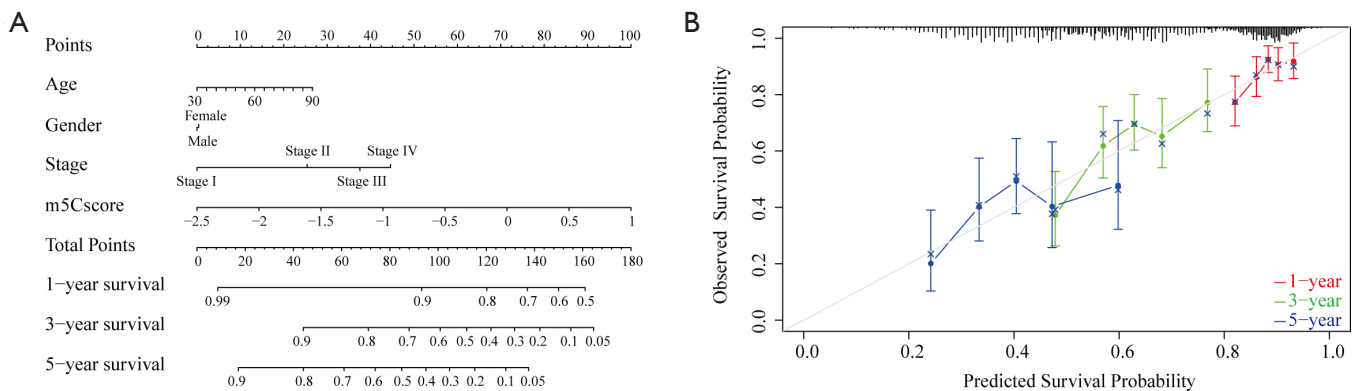 A
Points
0 10 20 30 40 50 60 70 80 90 100
Age
30 60 90
Gender
Female
Male
Stage
Stage II Stage IV
Stage I Stage III
m5Cscore
−2.5 −2 −1.5 −1 −0.5 0 0.5 1
Total Points
0 20 40 60 80 100 120 140 160 180
1−year survival
0.99 0.9 0.8 0.7 0.6 0.5
3−year survival
0.9 0.8 0.7 0.6 0.5 0.4 0.3 0.2 0.1 0.05
5−year survival
0.9 0.8 0.7 0.6 0.5 0.4 0.3 0.2 0.1 0.05
B
Observed Survival Probability
1.0
0.8
0.6
0.4
0.2
0.0
1−year
3−year
5−year
0.0 0.2 0.4 0.6 0.8 1.0
Predicted Survival Probability